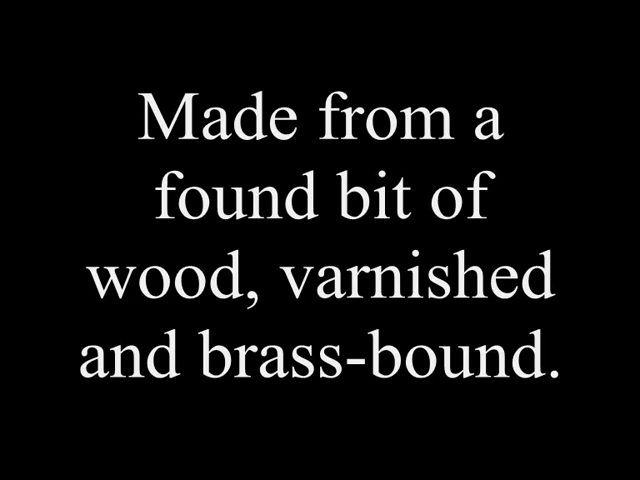 Made from a
found bit of
wood, varnished
and brass-bound.